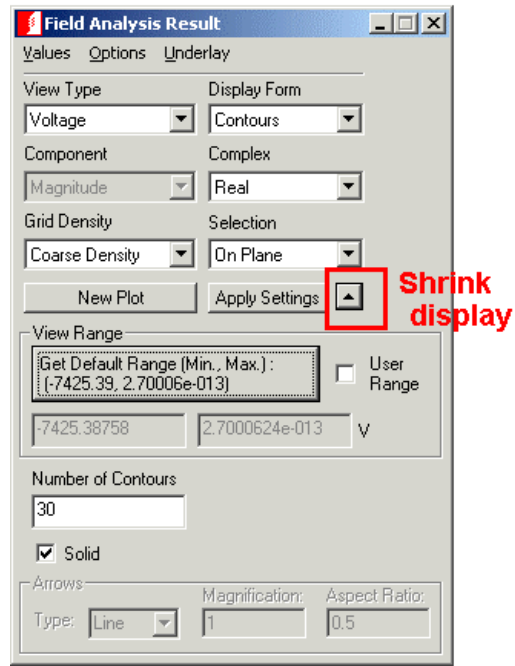 Field Analysis Result
Values Options Underlay
View Type Display Form
Voltage Contours
Component Complex
Magnitude Real
Grid Density Selection
Coarse Density On Plane
New Plot Apply Settings
Shrink
display
View Range
Get Default Range (Min., Max.) :
(-7425.39, 2.70006e-013)
User
Range
-7425.38758 2.7000624e-013 V
Number of Contours
30
Solid
Arrows
Magnification: Aspect Ratio:
Type: Line 1 0.5